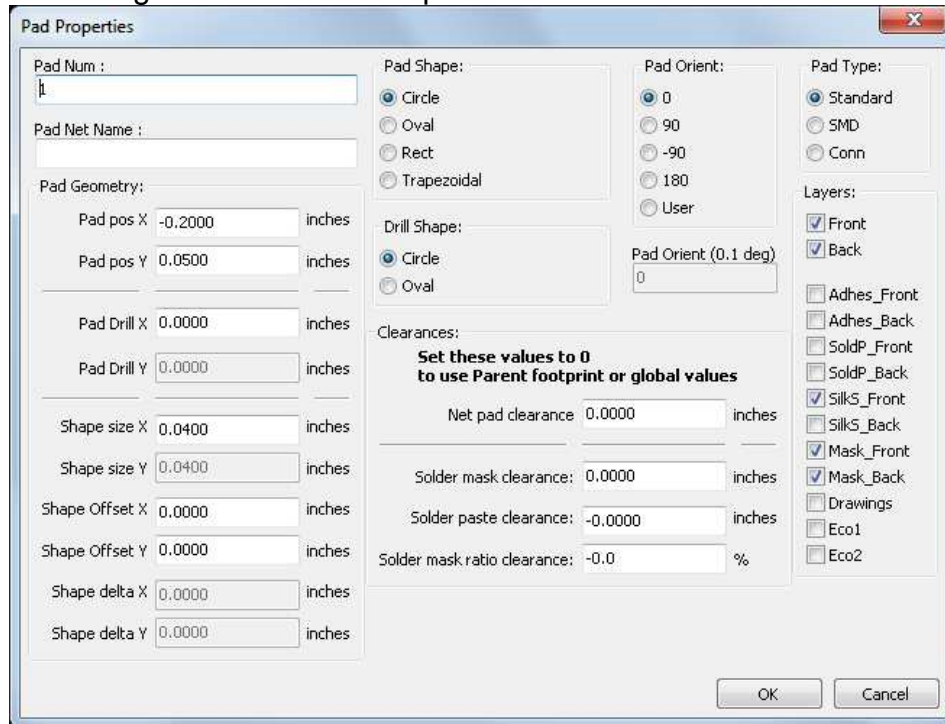 Pad Properties
Pad Num :
1
Pad Net Name :
Pad Geometry:
Pad pos X -0.2000 inches
Pad pos Y 0.0500 inches
Pad Drill X 0.0000 inches
Pad Drill Y 0.0000 inches
Shape size X 0.0400 inches
Shape size Y 0.0400 inches
Shape Offset X 0.0000 inches
Shape Offset Y 0.0000 inches
Shape delta X 0.0000 inches
Shape delta Y 0.0000 inches
Pad Shape:
Circle
Oval
Rect
Trapezoidal
Drill Shape:
Circle
Oval
Pad Orient:
0
90
-90
180
User
Pad Orient (0.1 deg)
0
Clearances:
Set these values to 0
to use Parent footprint or global values
Net pad clearance 0.0000 inches
Solder mask clearance: 0.0000 inches
Solder paste clearance: -0.0000 inches
Solder mask ratio clearance: -0.0 %
Pad Type:
Standard
SMD
Conn
Layers:
Front
Back
Adhes_Front
Adhes_Back
SoldP_Front
SoldP_Back
SilkS_Front
SilkS_Back
Mask_Front
Mask_Back
Drawings
Eco1
Eco2
OK Cancel